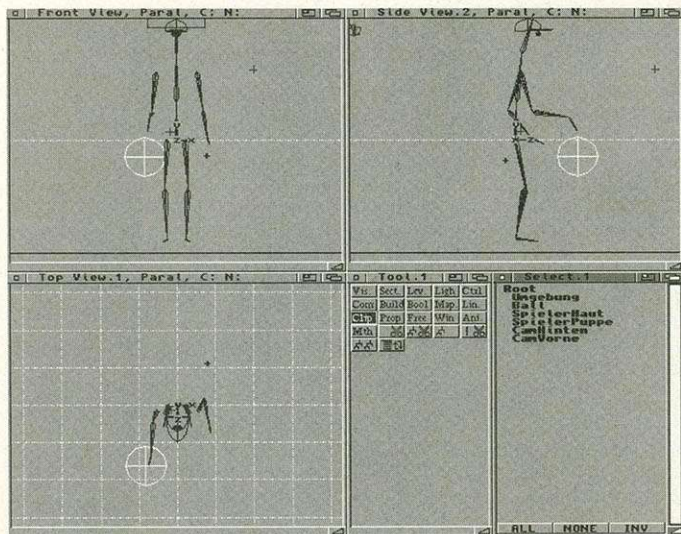 Front View, Paral, C: N:
Side View.2, Paral, C: N:
Y
Z X
Y
X Z
Top View.1, Paral, C: N:
Y X
Z
Tool.1
Vis. Sect. Lev. Ligh. Ctrl
Com Build Bool Map. Lin.
Clip Prop Free Win Ani.
Mth
Select.1
Root
Umgebung
Ball
SpielerHaut
SpielerPuppe
CamHinten
CamVorne
ALL NONE INV